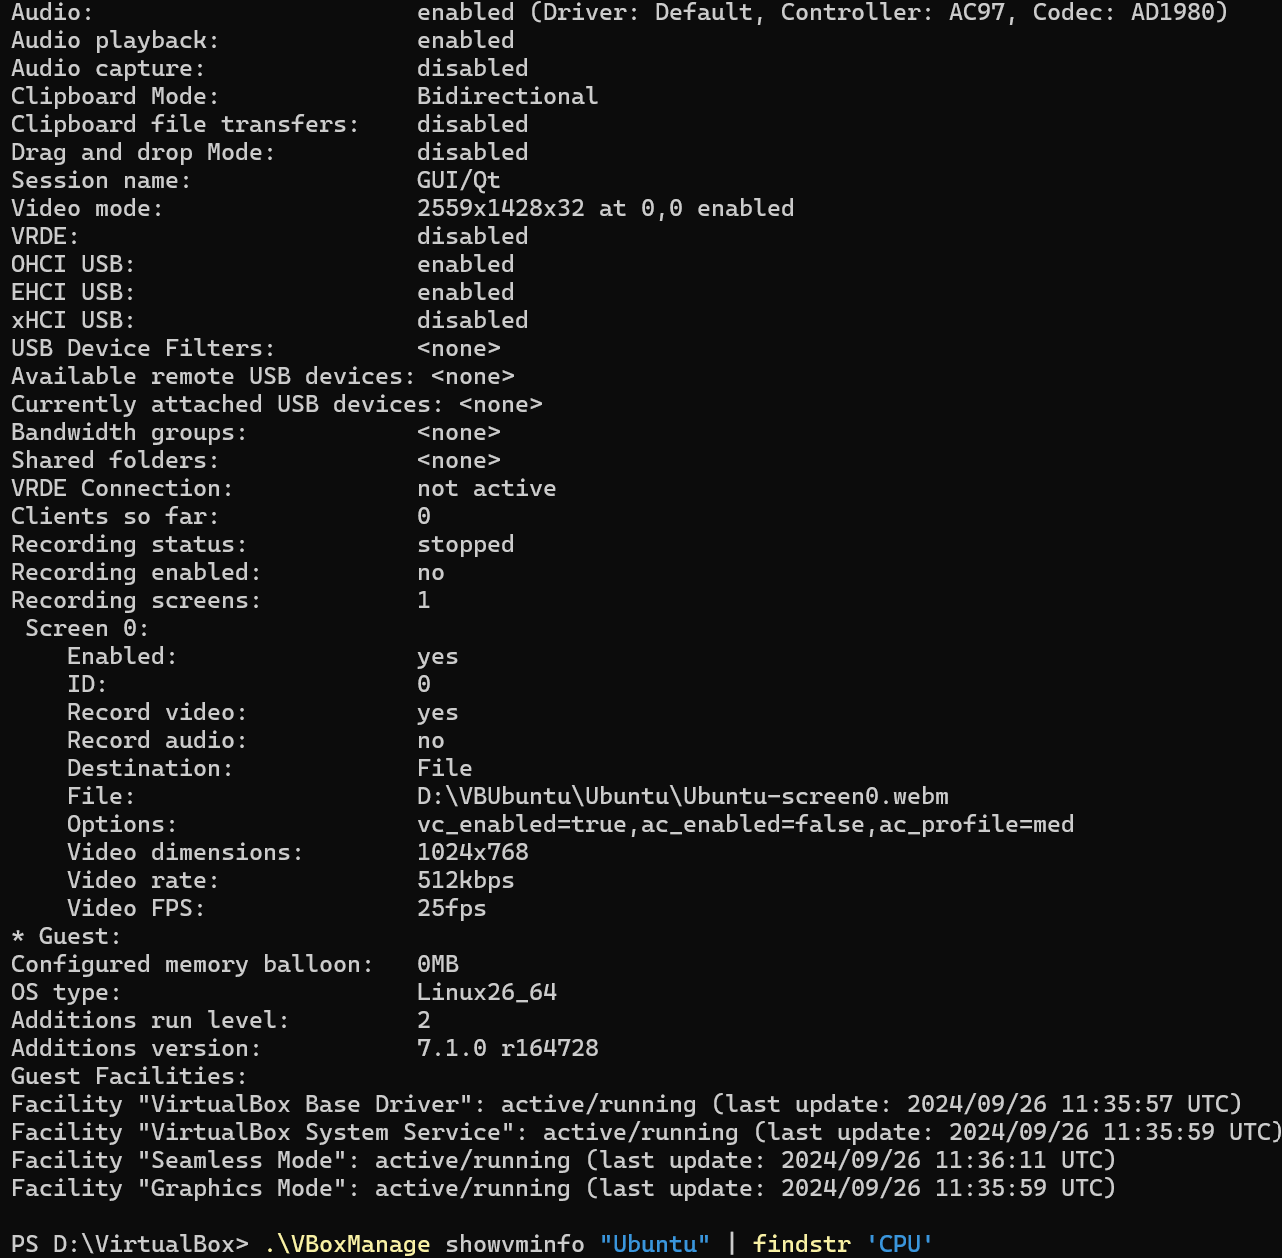 Audio: enabled (Driver: Default, Controller: AC97, Codec: AD1980)
Audio playback: enabled
Audio capture: disabled
Clipboard Mode: Bidirectional
Clipboard file transfers: disabled
Drag and drop Mode: disabled
Session name: GUI/Qt
Video mode: 2559x1428x32 at 0,0 enabled
VRDE: disabled
OHCI USB: enabled
EHCI USB: enabled
xHCI USB: disabled
USB Device Filters: <none>
Available remote USB devices: <none>
Currently attached USB devices: <none>
Bandwidth groups: <none>
Shared folders: <none>
VRDE Connection: not active
Clients so far: 0
Recording status: stopped
Recording enabled: no
Recording screens: 1
Screen 0:
Enabled: yes
ID: 0
Record video: yes
Record audio: no
Destination: File
File: D:\VBUbuntu\Ubuntu\Ubuntu-screen0.webm
Options: vc_enabled=true,ac_enabled=false,ac_profile=med
Video dimensions: 1024x768
Video rate: 512kbps
Video FPS: 25fps
* Guest:
Configured memory balloon: 0MB
OS type: Linux26_64
Additions run level: 2
Additions version: 7.1.0 r164728
Guest Facilities:
Facility "VirtualBox Base Driver": active/running (last update: 2024/09/26 11:35:57 UTC)
Facility "VirtualBox System Service": active/running (last update: 2024/09/26 11:35:59 UTC)
Facility "Seamless Mode": active/running (last update: 2024/09/26 11:36:11 UTC)
Facility "Graphics Mode": active/running (last update: 2024/09/26 11:35:59 UTC)
PS D:\VirtualBox> .\VBoxManage showvminfo "Ubuntu" | findstr 'CPU'